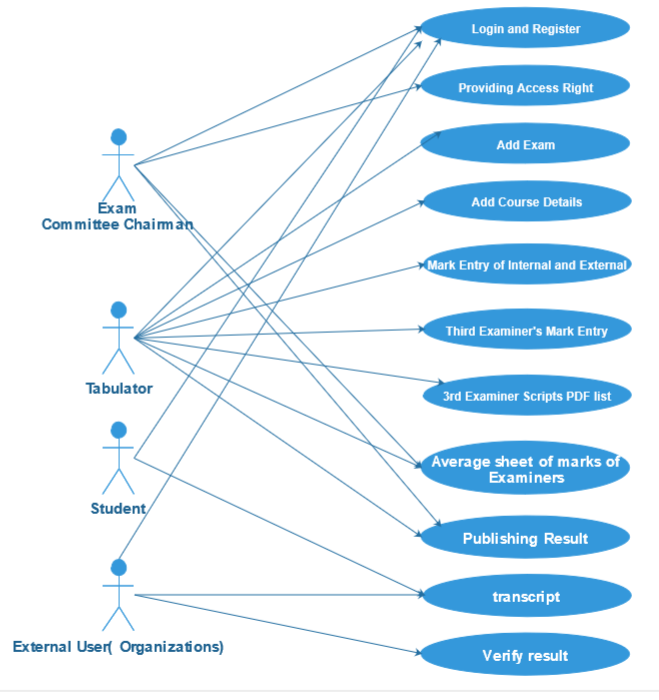 Login and Register
Providing Access Right
Add Exam
Exam
Committee Chairman
Add Course Details
Mark Entry of Internal and External
Third Examiner's Mark Entry
Tabulator
3rd Examiner Scripts PDF list
Average sheet of marks of
Examiners
Student
Publishing Result
transcript
External User( Organizations)
Verify result